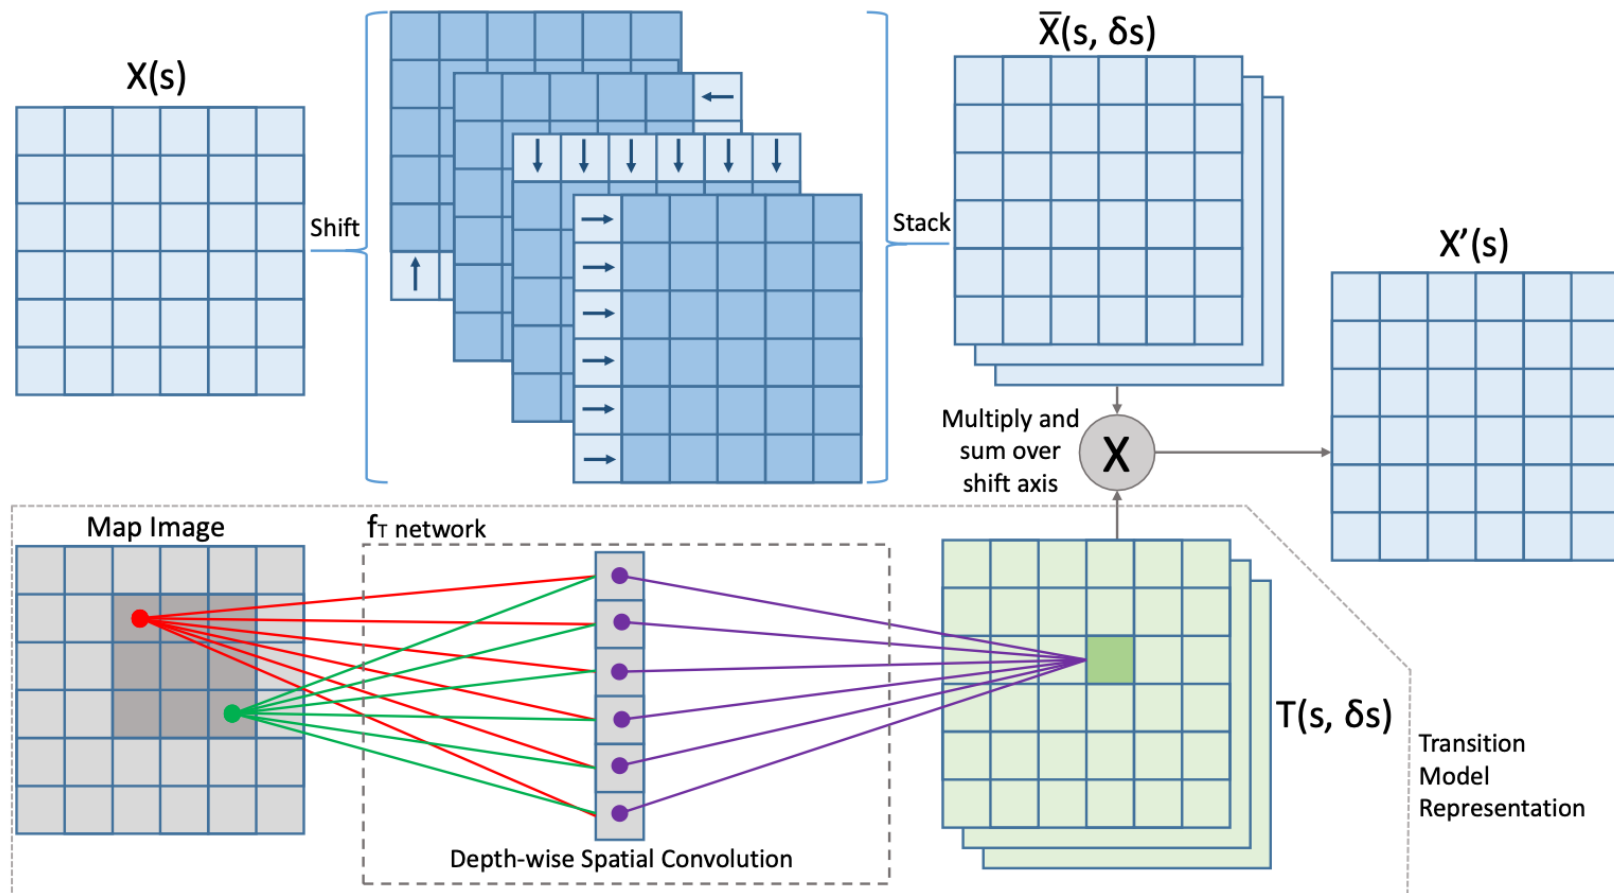 X(s)
Shift
Stack
X̅(s, δs)
X’(s)
Multiply and
sum over
shift axis
X
Map Image
fT network
Depth-wise Spatial Convolution
T(s, δs)
Transition
Model
Representation